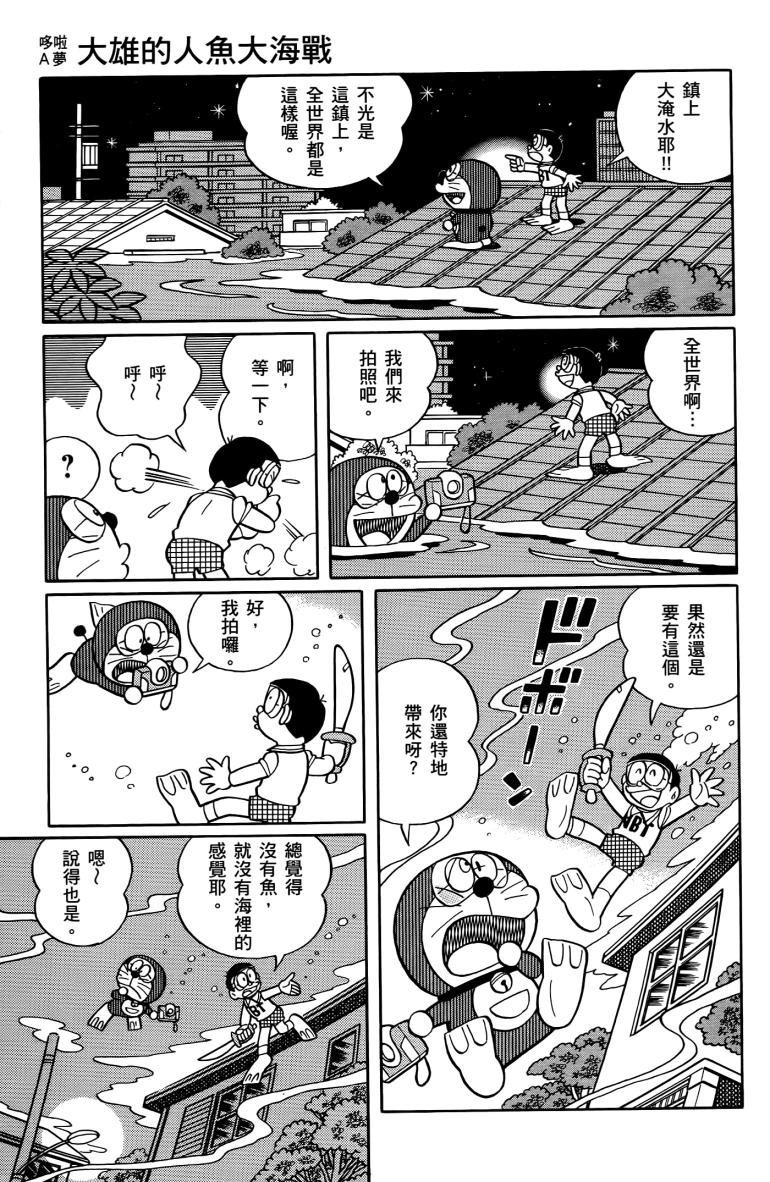 哆啦
A夢
大雄的人魚大海戰
鎮上
大淹水耶!!
不光是
這鎮上，
全世界都是
這樣喔。
全世界啊…
我們來
拍照吧。
啊，
等一下。
呼～
呼～
？
果然還是
要有這個。
ドボーン
你還特地
帶來呀？
NBT
好，
我拍囉。
總覺得
沒有魚，
就沒有海裡的
感覺耶。
嗯～
說得也是。